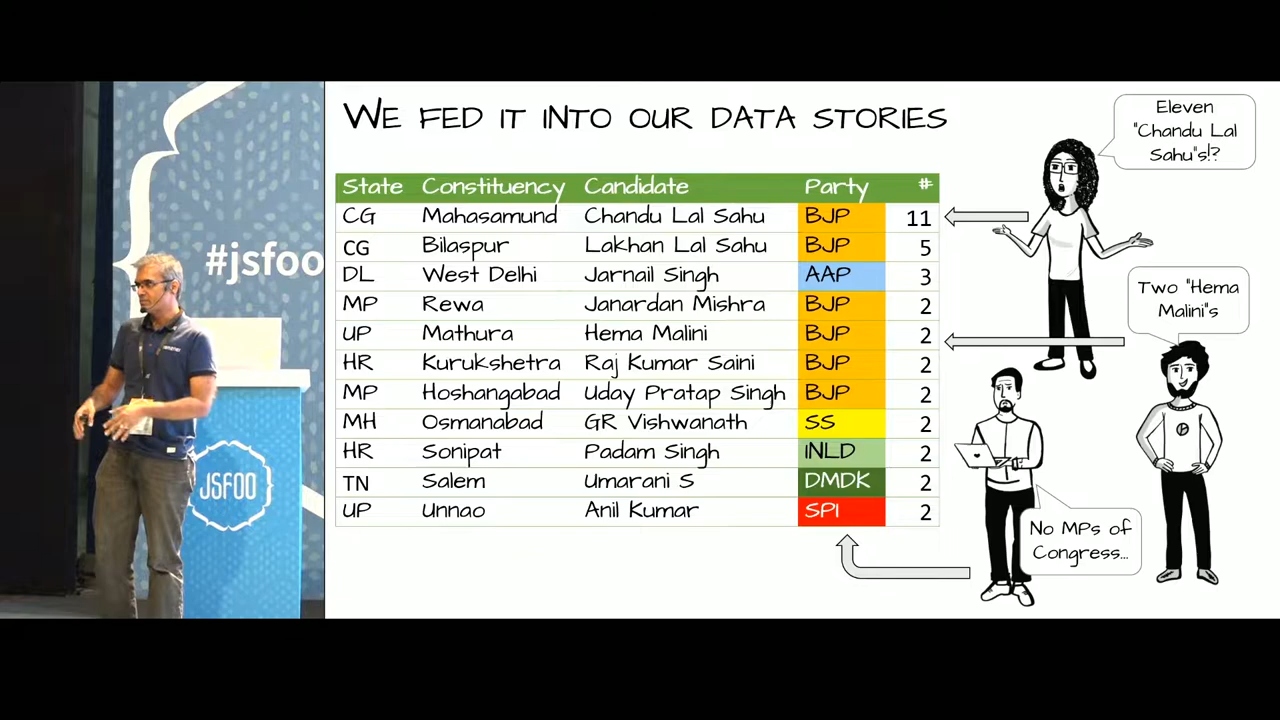 WE FED IT INTO OUR DATA STORIES
Eleven
"Chandu Lal
Sahu"s!?
State Constituency Candidate Party #
CG Mahasamund Chandu Lal Sahu BJP 11
CG Bilaspur Lakhan Lal Sahu BJP 5
DL West Delhi Jarnail Singh AAP 3
MP Rewa Janardan Mishra BJP 2
UP Mathura Hema Malini BJP 2
HR Kurukshetra Raj Kumar Saini BJP 2
MP Hoshangabad Uday Pratap Singh BJP 2
MH Osmanabad GR Vishwanath SS 2
HR Sonipat Padam Singh INLD 2
TN Salem Umarani S DMDK 2
UP Unnao Anil Kumar SPI 2
Two "Hema
Malini"s
No MPs of
Congress...
#jsfoo
JSFOO